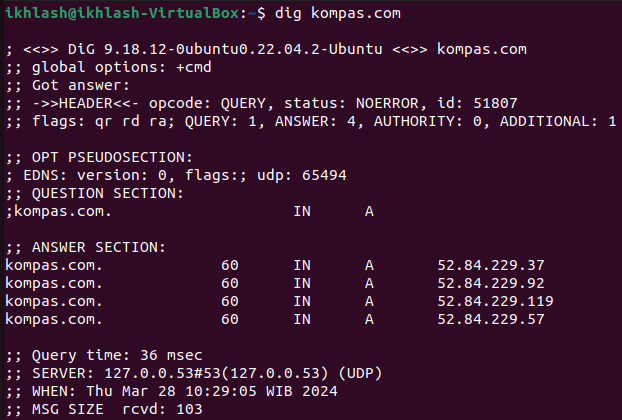 ikhlash@ikhlash-VirtualBox:~$ dig kompas.com
; <<>> DiG 9.18.12-0ubuntu0.22.04.2-Ubuntu <<>> kompas.com
;; global options: +cmd
;; Got answer:
;; ->>HEADER<<- opcode: QUERY, status: NOERROR, id: 51807
;; flags: qr rd ra; QUERY: 1, ANSWER: 4, AUTHORITY: 0, ADDITIONAL: 1
;; OPT PSEUDOSECTION:
; EDNS: version: 0, flags:; udp: 65494
;; QUESTION SECTION:
;kompas.com. IN A
;; ANSWER SECTION:
kompas.com. 60 IN A 52.84.229.37
kompas.com. 60 IN A 52.84.229.92
kompas.com. 60 IN A 52.84.229.119
kompas.com. 60 IN A 52.84.229.57
;; Query time: 36 msec
;; SERVER: 127.0.0.53#53(127.0.0.53) (UDP)
;; WHEN: Thu Mar 28 10:29:05 WIB 2024
;; MSG SIZE rcvd: 103